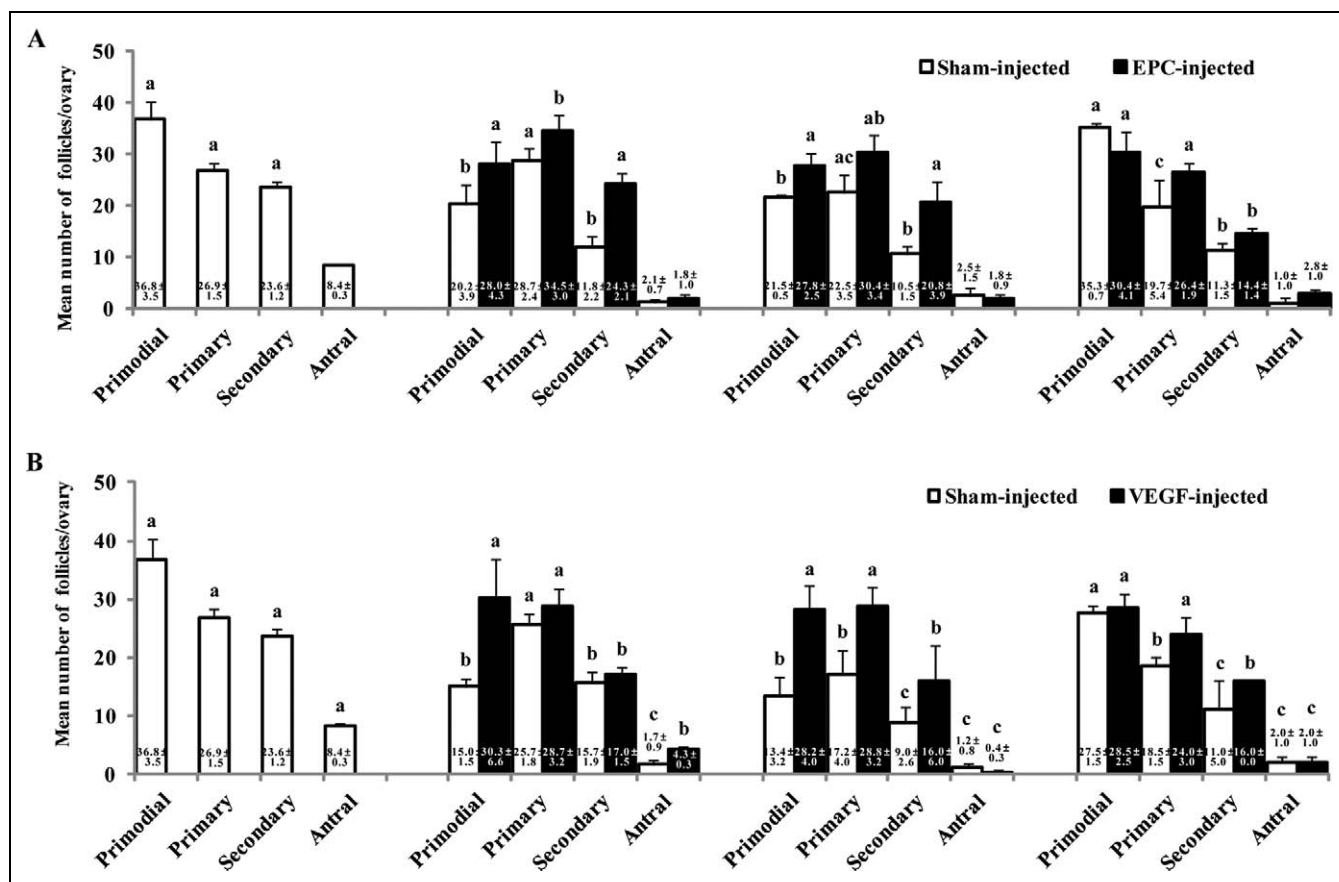 A
50
40
30
20
10
0
Mean number of follicles/ovary
Sham-injected EPC-injected
a a a
b a a b b a
b a ac ab b a
a a c a b b
36.8± 26.9± 23.6± 8.4±
3.5 1.5 1.2 0.3
20.2± 28.0± 28.7± 34.5± 11.8± 24.3± 2.1± 1.8±
3.9 4.3 2.4 3.0 2.2 2.1 0.7 1.0
21.5± 27.8± 22.5± 30.4± 10.5± 20.8± 2.5± 1.8±
0.5 2.5 3.5 3.4 1.5 3.9 1.5 0.9
35.3± 30.4± 19.7± 26.4± 11.3± 14.4± 1.0± 2.8±
0.7 4.1 5.4 1.9 1.5 1.4 1.0 1.0
Primodial Primary Secondary Antral Primodial Primary Secondary Antral Primodial Primary Secondary Antral Primodial Primary Secondary Antral
B
50
40
30
20
10
0
Mean number of follicles/ovary
Sham-injected VEGF-injected
a a a a
b a a a b b c b
b a b a c b c c
a a b a c b c c
36.8± 26.9± 23.6± 8.4±
3.5 1.5 1.2 0.3
15.0± 30.3± 25.7± 28.7± 15.7± 17.0± 1.7± 4.3±
1.5 6.6 1.8 3.2 1.9 1.5 0.9 0.3
13.4± 28.2± 17.2± 28.8± 9.0± 16.0± 1.2± 0.4±
3.2 4.0 4.0 3.2 2.6 6.0 0.8 0.3
27.5± 28.5± 18.5± 24.0± 11.0± 16.0± 2.0± 2.0±
1.5 2.5 1.5 3.0 5.0 0.0 1.0 1.0
Primodial Primary Secondary Antral Primodial Primary Secondary Antral Primodial Primary Secondary Antral Primodial Primary Secondary Antral